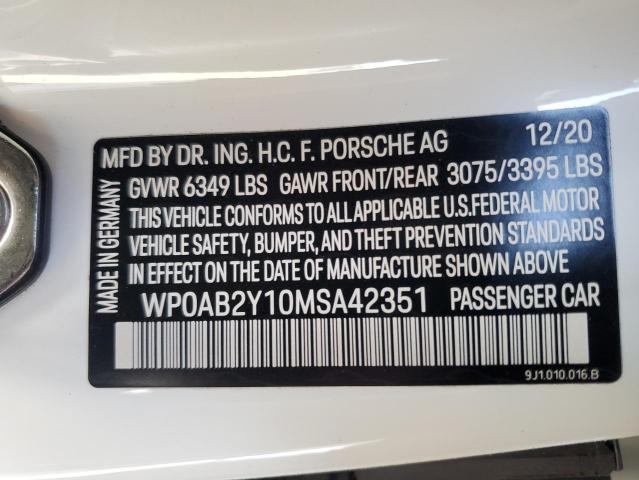 MFD BY DR. ING. H.C. F. PORSCHE AG 12/20
GVWR 6349 LBS GAWR FRONT/REAR 3075/3395 LBS
THIS VEHICLE CONFORMS TO ALL APPLICABLE U.S.FEDERAL MOTOR
VEHICLE SAFETY, BUMPER, AND THEFT PREVENTION STANDARDS
IN EFFECT ON THE DATE OF MANUFACTURE SHOWN ABOVE
WP0AB2Y10MSA42351 PASSENGER CAR
9J1.010.016.B
MADE IN GERMANY